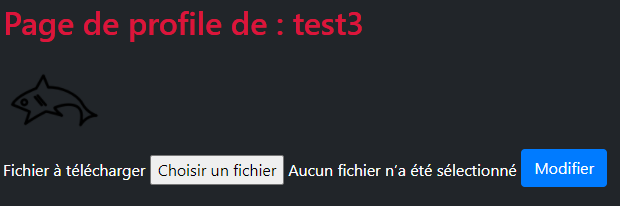 Page de profile de : test3
Fichier à télécharger Choisir un fichier Aucun fichier n’a été sélectionné Modifier